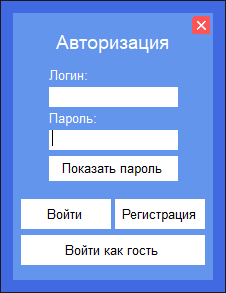 Авторизация
Логин:
Пароль:
Показать пароль
Войти Регистрация
Войти как гость